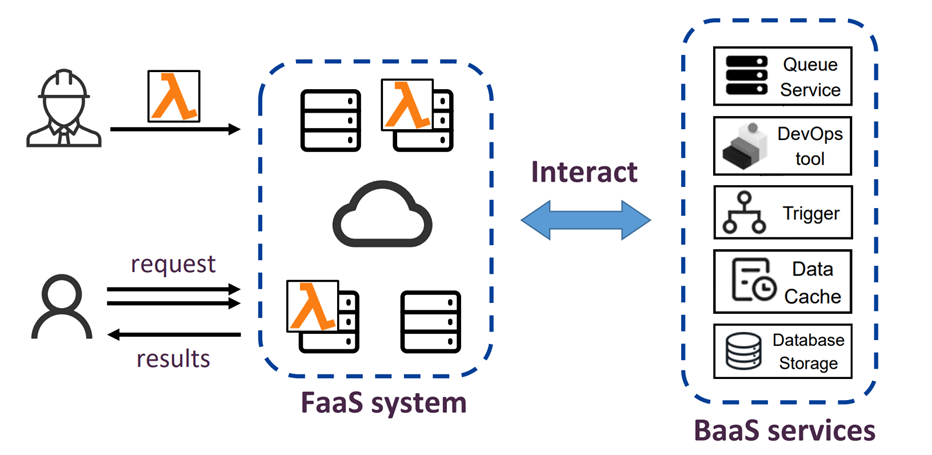 Queue
Service
DevOps
tool
Interact
Trigger
request
Data
Cache
Database
Storage
results
FaaS system
BaaS services